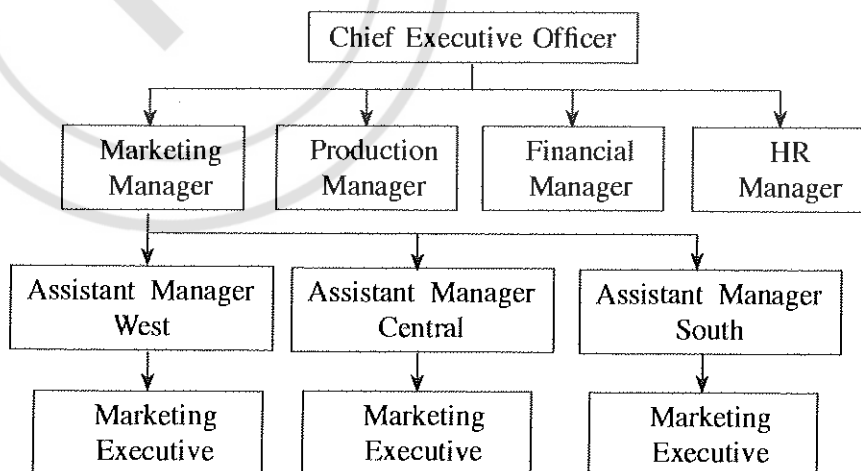 Chief Executive Officer
Marketing
Manager
Production
Manager
Financial
Manager
HR
Manager
Assistant Manager
West
Assistant Manager
Central
Assistant Manager
South
Marketing
Executive
Marketing
Executive
Marketing
Executive